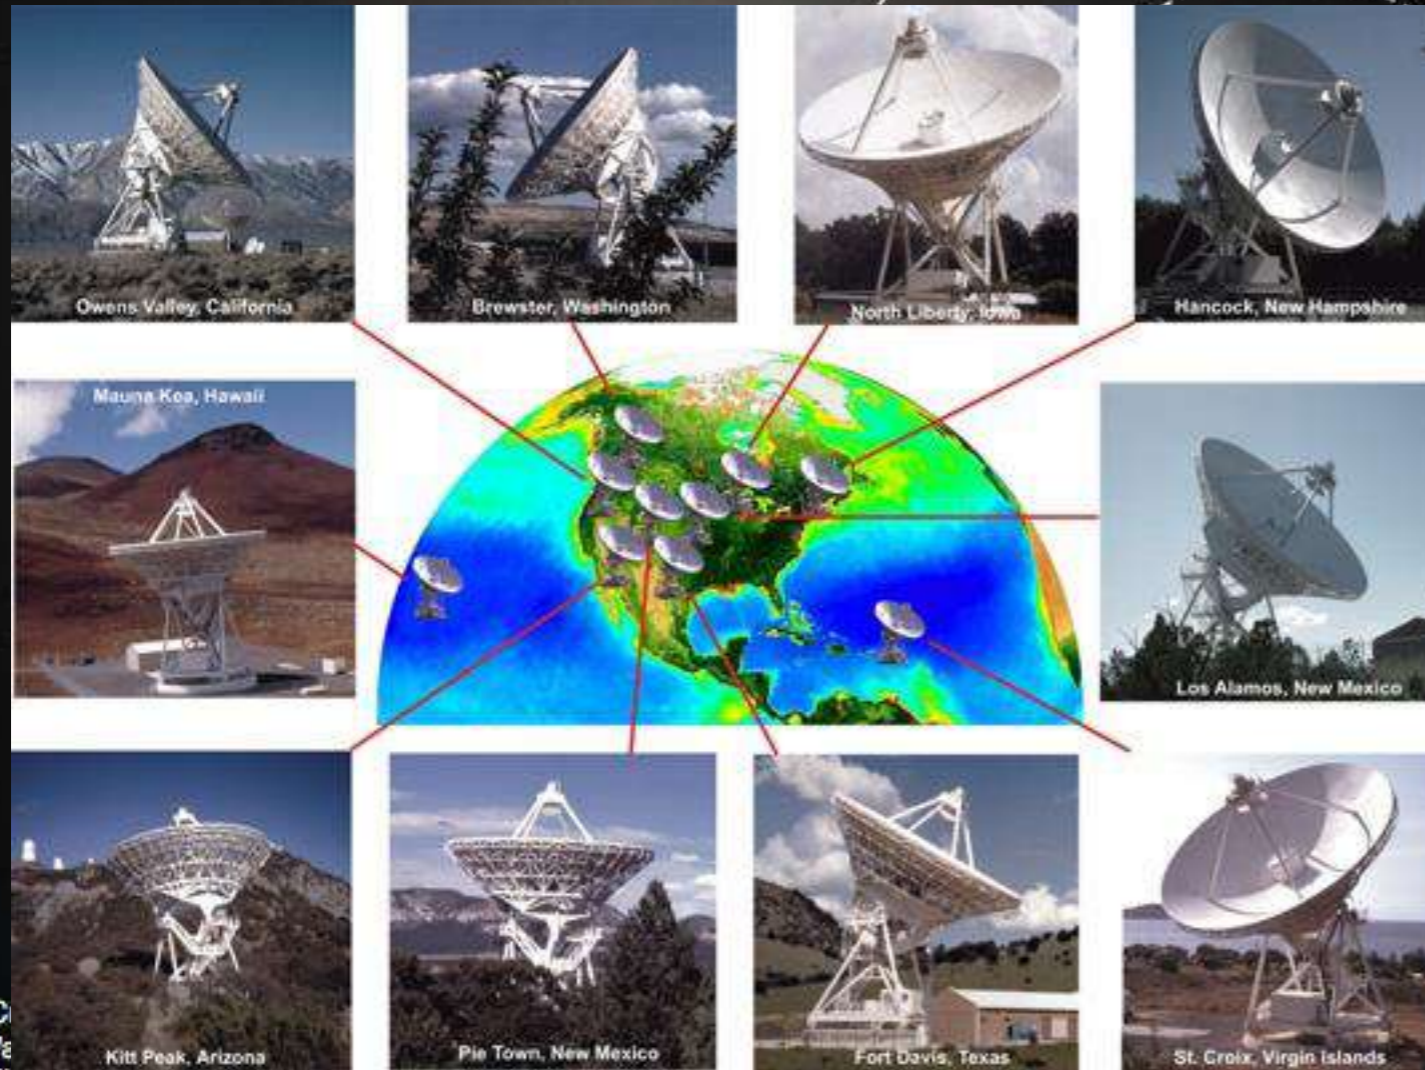 Owens Valley, California
Brewster, Washington
North Liberty, Iowa
Hancock, New Hampshire
Mauna Kea, Hawaii
Los Alamos, New Mexico
Kitt Peak, Arizona
Pie Town, New Mexico
Fort Davis, Texas
St. Croix, Virgin Islands